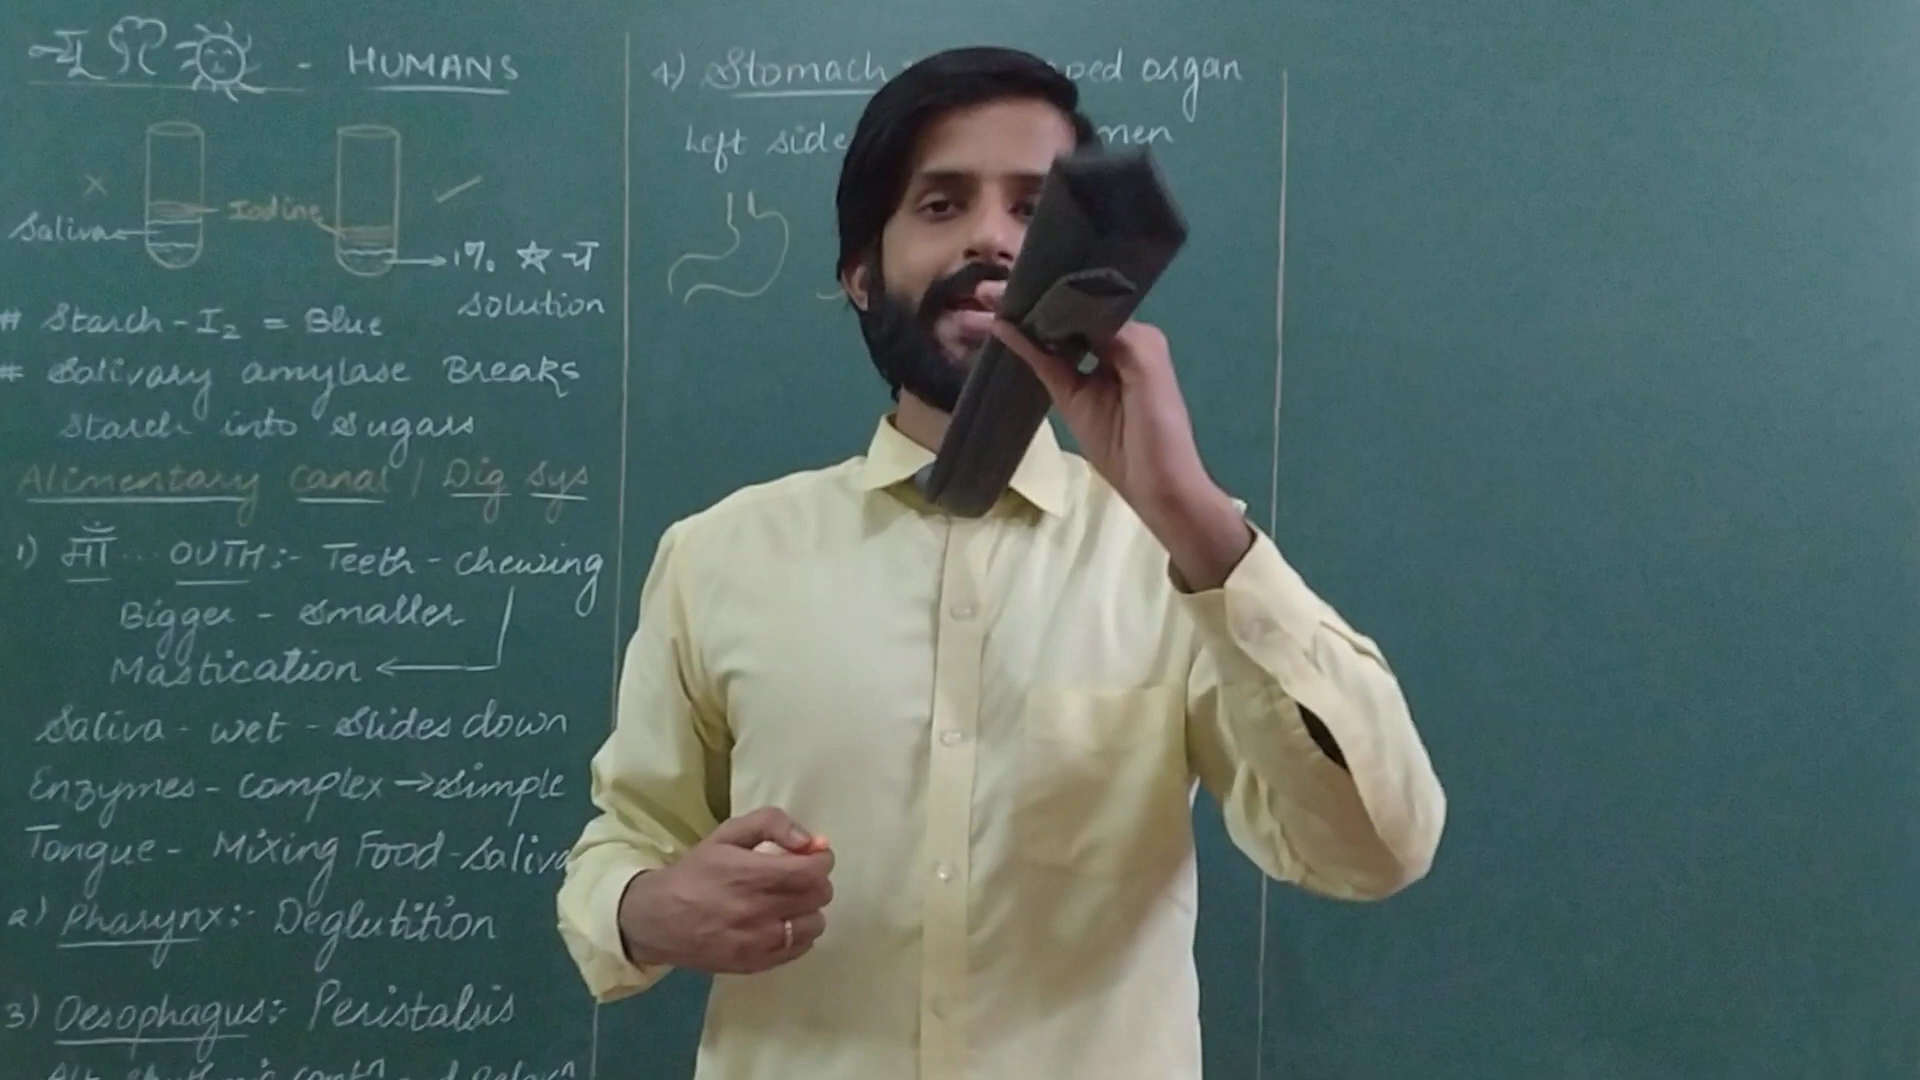 न्यू - HUMANS
Saliva
Iodine
1% ☆ र्च
solution
# Starch - I2 = Blue
# Salivary amylase Breaks
Starch into Sugars
Alimentary Canal / Dig Sys
1) माँ... OUTH:- Teeth - chewing
Bigger - smaller
Mastication
Saliva - wet - Slides down
Enzymes - Complex → Simple
Tongue - Mixing Food - Saliva
2) Pharynx:- Deglutition
3) Oesophagus:- Peristalsis
4) Stomach organ
Left side